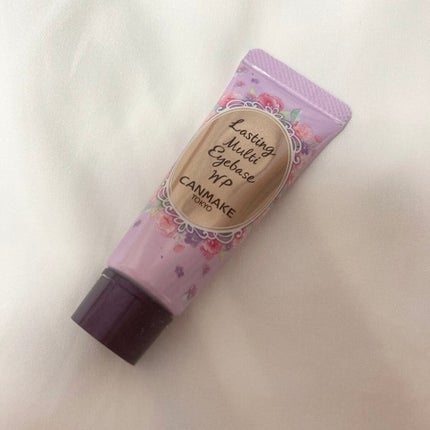 Lasting
Multi
Eyebase
WP
CANMAKE
TOKYO